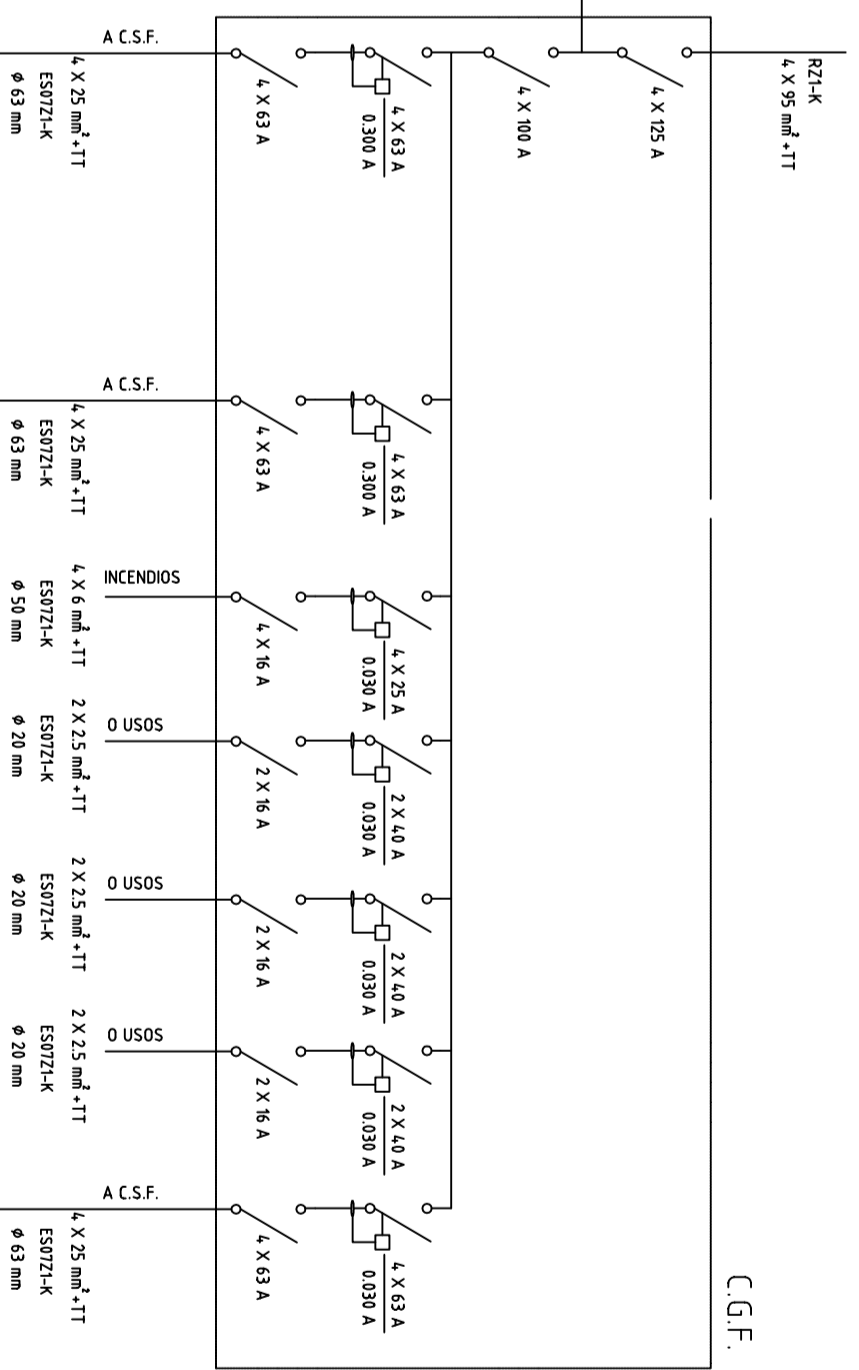 C.G.F.
RZ1-K
4 X 95 mm²+TT
4 X 125 A
4 X 100 A
4 X 63 A
0.300 A
4 X 63 A
A C.S.F.
4 X 25 mm²+TT
ES07Z1-K
ϕ 63 mm
4 X 63 A
0.300 A
4 X 63 A
A C.S.F.
4 X 25 mm²+TT
ES07Z1-K
ϕ 63 mm
4 X 25 A
0.030 A
4 X 16 A
INCENDIOS
4 X 6 mm²+TT
ES07Z1-K
ϕ 50 mm
2 X 40 A
0.030 A
2 X 16 A
O USOS
2 X 2.5 mm²+TT
ES07Z1-K
ϕ 20 mm
2 X 40 A
0.030 A
2 X 16 A
O USOS
2 X 2.5 mm²+TT
ES07Z1-K
ϕ 20 mm
2 X 40 A
0.030 A
2 X 16 A
O USOS
2 X 2.5 mm²+TT
ES07Z1-K
ϕ 20 mm
4 X 63 A
0.030 A
4 X 63 A
A C.S.F.
4 X 25 mm²+TT
ES07Z1-K
ϕ 63 mm